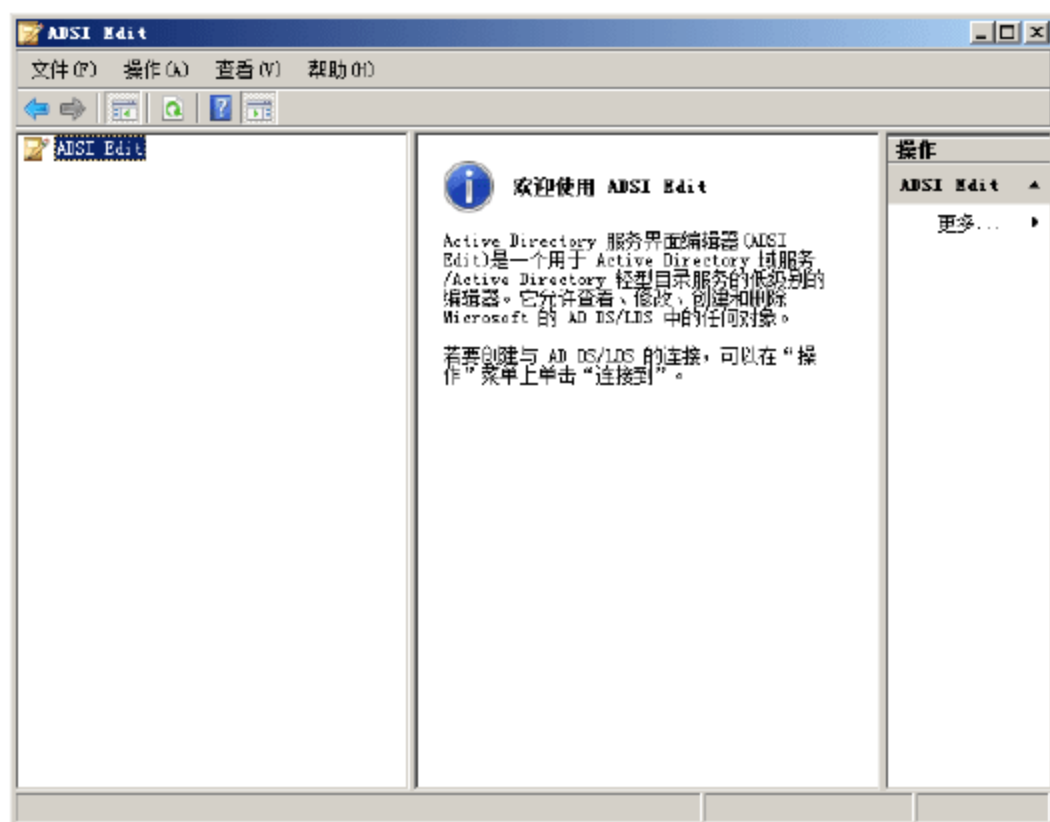 ADSI Edit
文件(F) 操作(A) 查看(V) 帮助(H)
ADSI Edit
欢迎使用 ADSI Edit
Active Directory 服务界面编辑器(ADSI
Edit)是一个用于 Active Directory 域服务
/Active Directory 轻型目录服务的低级别的
编辑器。它允许查看、修改、创建和删除
Microsoft 的 AD DS/LDS 中的任何对象。
若要创建与 AD DS/LDS 的连接，可以在“操
作”菜单上单击“连接到”。
操作
ADSI Edit
更多...